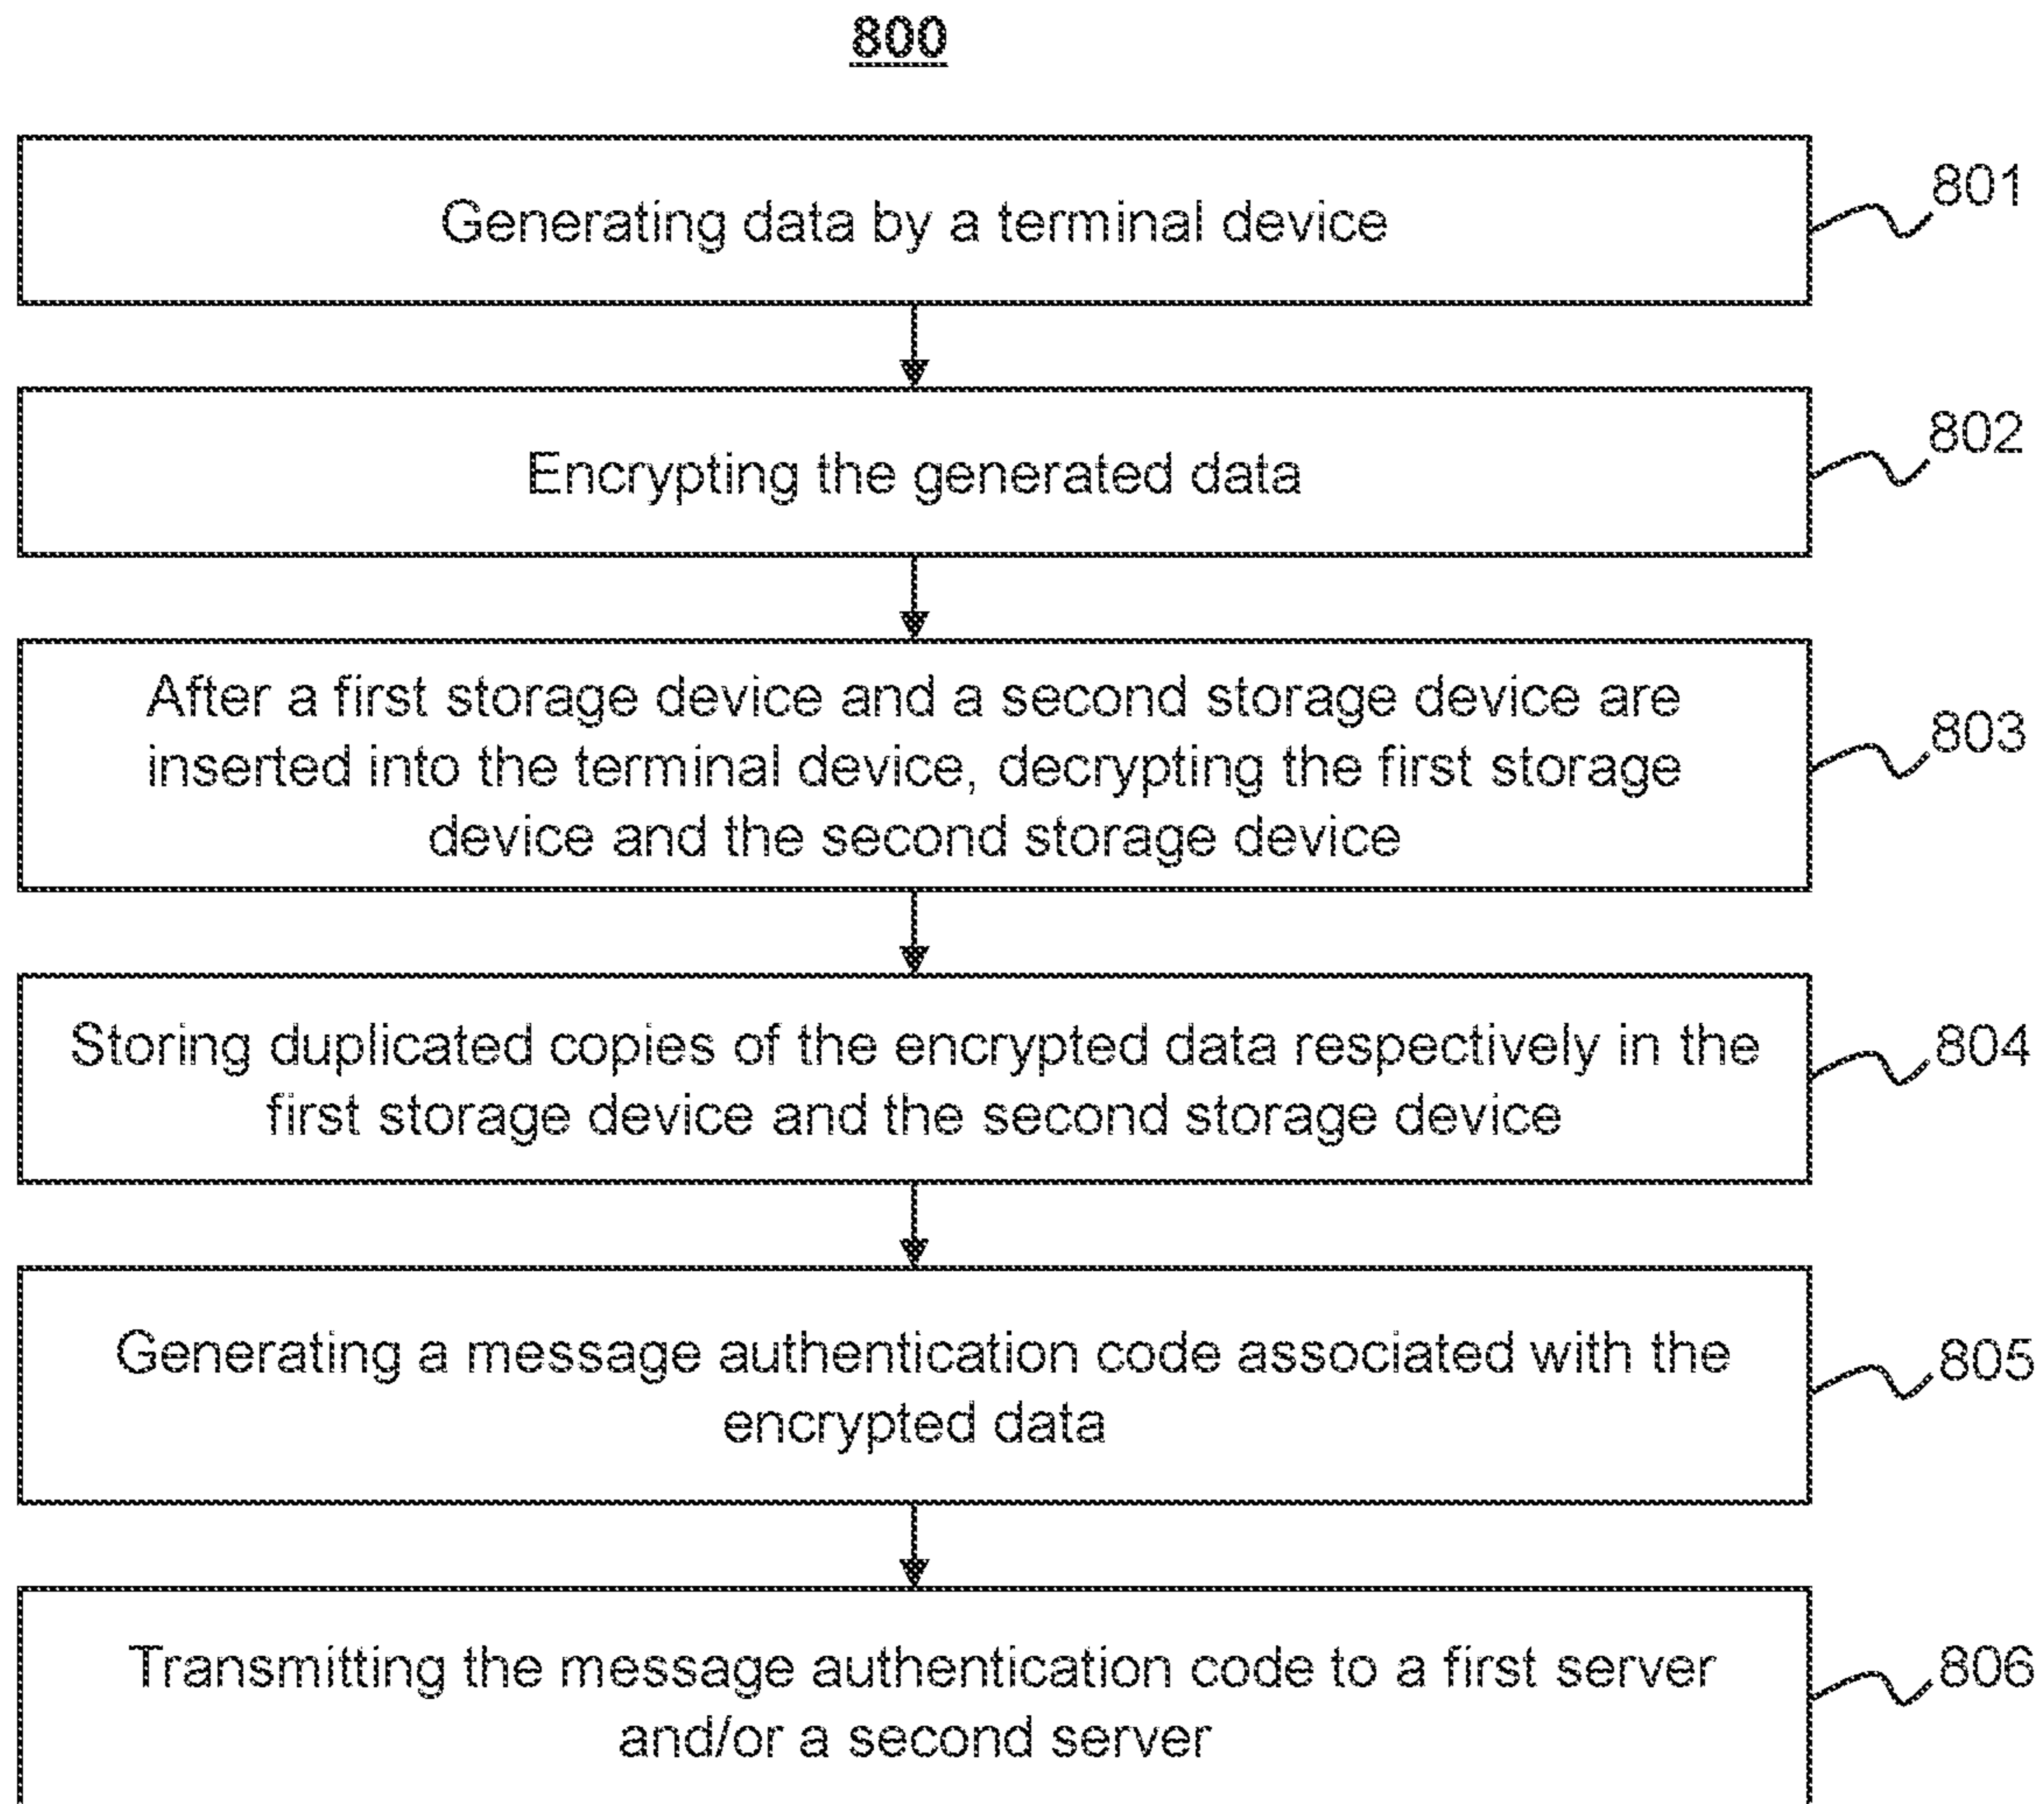 800
Generating data by a terminal device
801
Encrypting the generated data
802
After a first storage device and a second storage device are
inserted into the terminal device, decrypting the first storage
device and the second storage device
803
Storing duplicated copies of the encrypted data respectively in the
first storage device and the second storage device
804
Generating a message authentication code associated with the
encrypted data
805
Transmitting the message authentication code to a first server
and/or a second server
806